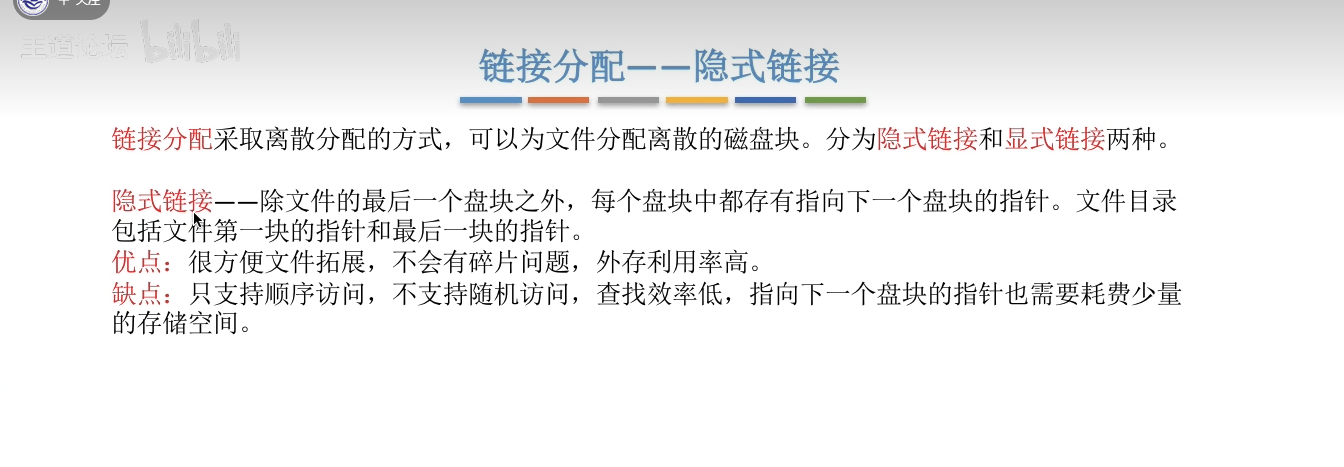 王道论坛 bilibili
链接分配——隐式链接
链接分配采取离散分配的方式，可以为文件分配离散的磁盘块。分为隐式链接和显式链接两种。
隐式链接——除文件的最后一个盘块之外，每个盘块中都存有指向下一个盘块的指针。文件目录
包括文件第一块的指针和最后一块的指针。
优点：很方便文件拓展，不会有碎片问题，外存利用率高。
缺点：只支持顺序访问，不支持随机访问，查找效率低，指向下一个盘块的指针也需要耗费少量
的存储空间。